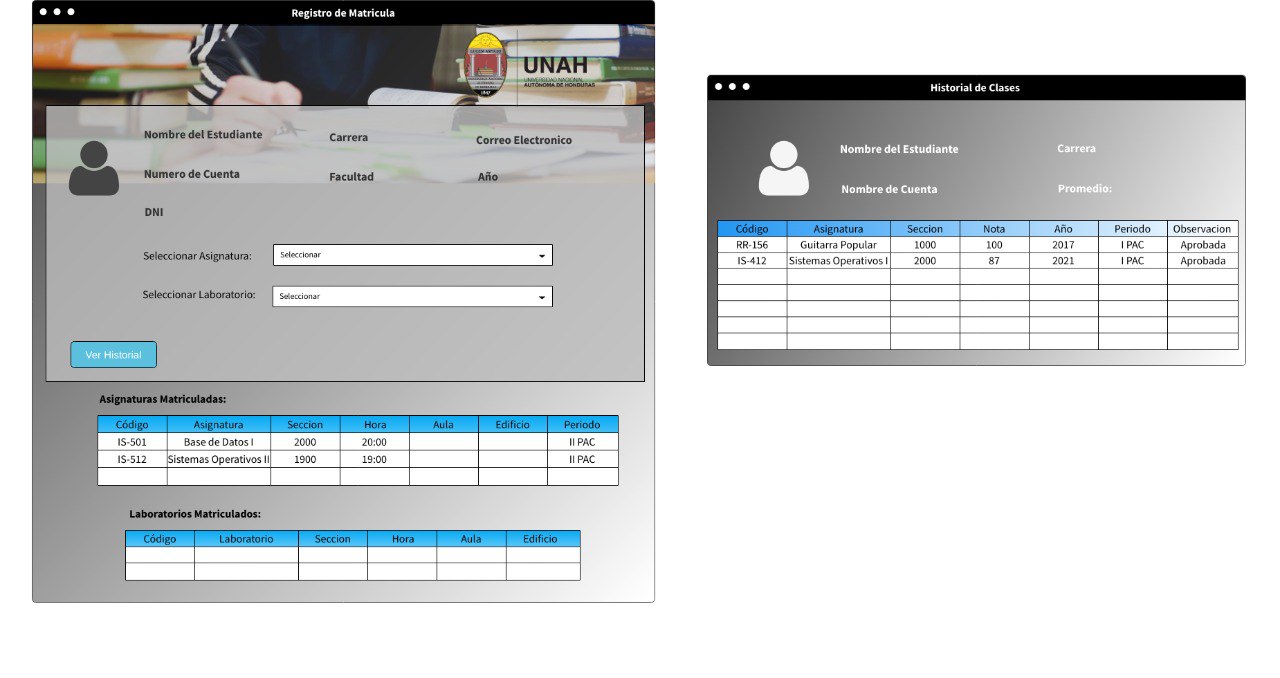 Registro de Matricula
LUCEM ASPICIO
1847
UNAH
UNIVERSIDAD NACIONAL
AUTÓNOMA DE HONDURAS
Nombre del Estudiante
Carrera
Correo Electronico
Numero de Cuenta
Facultad
Año
DNI
Seleccionar Asignatura: Seleccionar
Seleccionar Laboratorio: Seleccionar
Ver Historial
Asignaturas Matriculadas:
Código Asignatura Seccion Hora Aula Edificio Periodo
IS-501 Base de Datos I 2000 20:00 II PAC
IS-512 Sistemas Operativos II 1900 19:00 II PAC
Laboratorios Matriculados:
Código Laboratorio Seccion Hora Aula Edificio
Historial de Clases
Nombre del Estudiante
Carrera
Nombre de Cuenta
Promedio:
Código Asignatura Seccion Nota Año Periodo Observacion
RR-156 Guitarra Popular 1000 100 2017 I PAC Aprobada
IS-412 Sistemas Operativos I 2000 87 2021 I PAC Aprobada